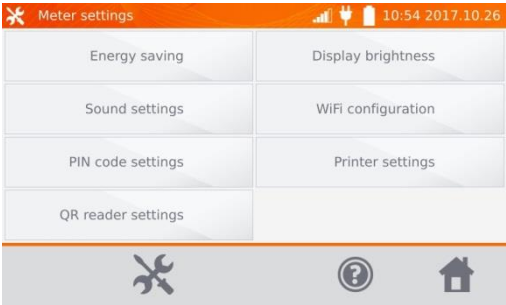 Meter settings 10:54 2017.10.26
Energy saving Display brightness
Sound settings WiFi configuration
PIN code settings Printer settings
QR reader settings
?